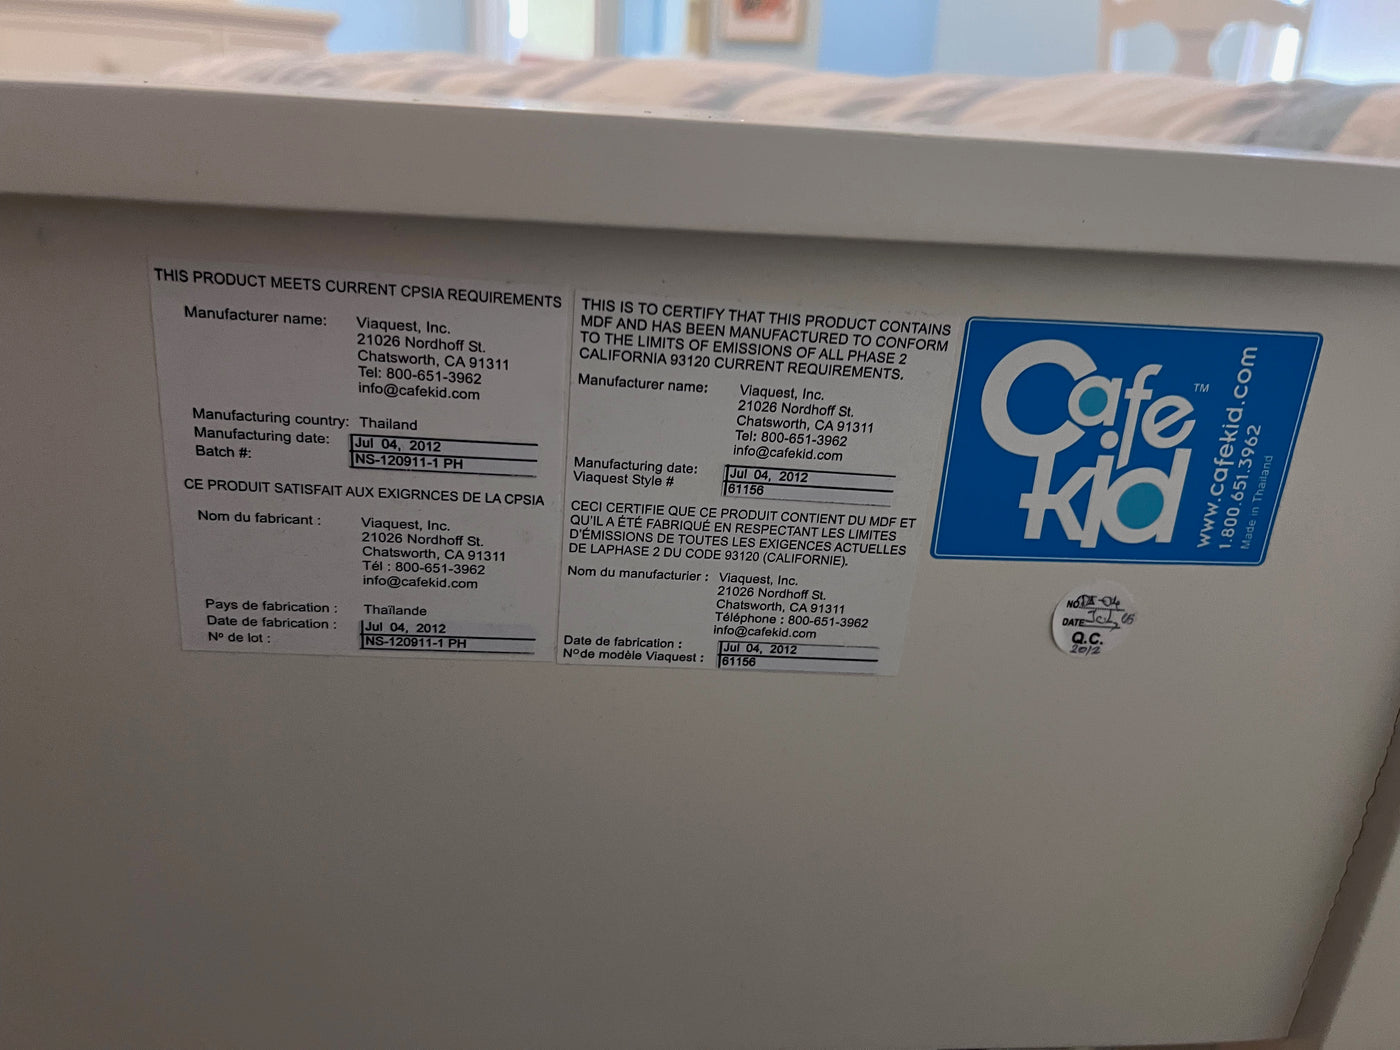 THIS PRODUCT MEETS CURRENT CPSIA REQUIREMENTS
Manufacturer name: Viaquest, Inc.
21026 Nordhoff St.
Chatsworth, CA 91311
Tel: 800-651-3962
info@cafekid.com
Manufacturing country: Thailand
Manufacturing date: Jul 04, 2012
Batch #: NS-120911-1 PH
CE PRODUIT SATISFAIT AUX EXIGRNCES DE LA CPSIA
Nom du fabricant : Viaquest, Inc.
21026 Nordhoff St.
Chatsworth, CA 91311
Tél : 800-651-3962
info@cafekid.com
Pays de fabrication : Thaïlande
Date de fabrication : Jul 04, 2012
Nº de lot : NS-120911-1 PH
THIS IS TO CERTIFY THAT THIS PRODUCT CONTAINS
MDF AND HAS BEEN MANUFACTURED TO CONFORM
TO THE LIMITS OF EMISSIONS OF ALL PHASE 2
CALIFORNIA 93120 CURRENT REQUIREMENTS.
Manufacturer name: Viaquest, Inc.
21026 Nordhoff St.
Chatsworth, CA 91311
Tel: 800-651-3962
info@cafekid.com
Manufacturing date: Jul 04, 2012
Viaquest Style # 61156
CECI CERTIFIE QUE CE PRODUIT CONTIENT DU MDF ET
QU'IL A ÉTÉ FABRIQUÉ EN RESPECTANT LES LIMITES
D'ÉMISSIONS DE TOUTES LES EXIGENCES ACTUELLES
DE LAPHASE 2 DU CODE 93120 (CALIFORNIE).
Nom du manufacturier : Viaquest, Inc.
21026 Nordhoff St.
Chatsworth, CA 91311
Téléphone : 800-651-3962
info@cafekid.com
Date de fabrication : Jul 04, 2012
Nºde modèle Viaquest : 61156
Cafe
kid
™
www.cafekid.com
1.800.651.3962
Made in Thailand
NO.
DATE
Q.C.
2012